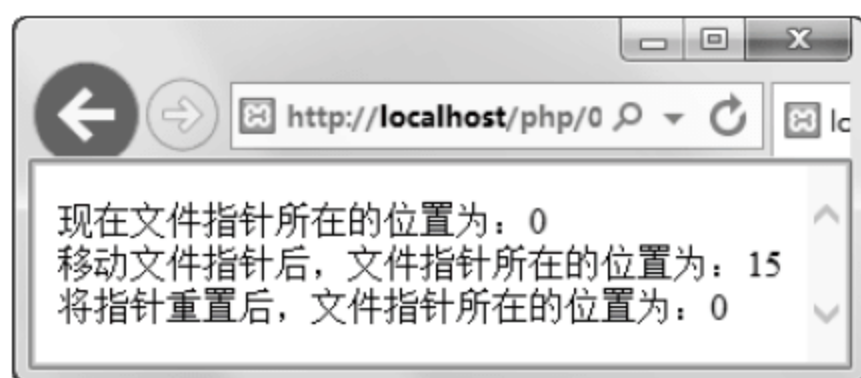 http://localhost/php/0
lc
现在文件指针所在的位置为：0
移动文件指针后，文件指针所在的位置为：15
将指针重置后，文件指针所在的位置为：0